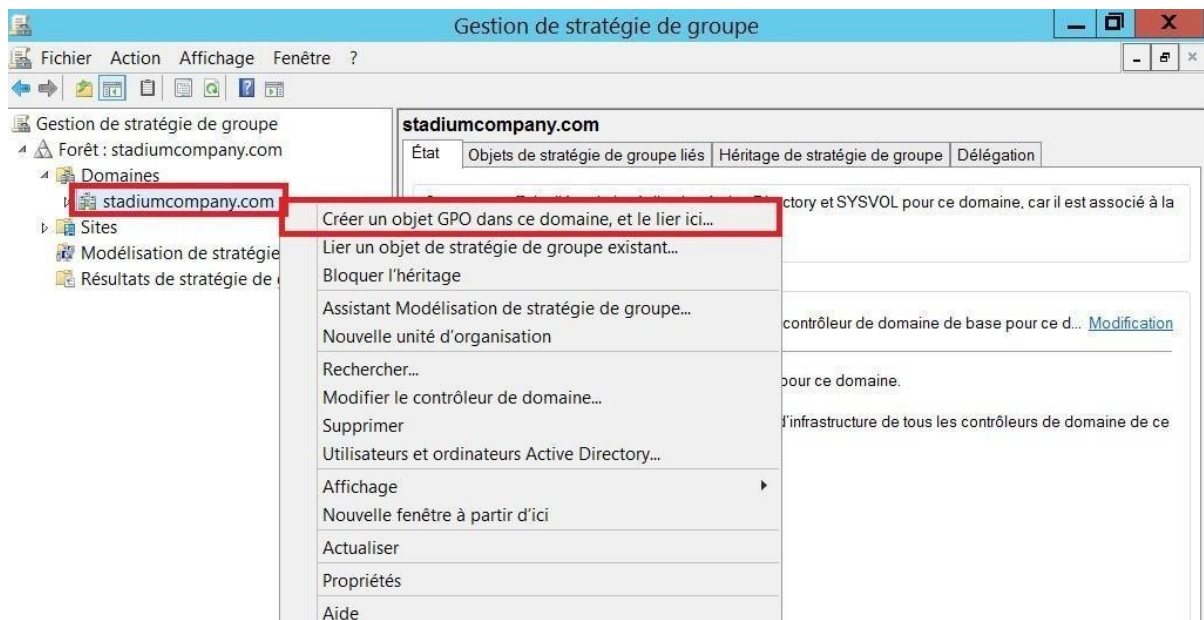 Gestion de stratégie de groupe
Fichier Action Affichage Fenêtre ?
Gestion de stratégie de groupe
Forêt : stadiumcompany.com
Domaines
stadiumcompany.com
Sites
Modélisation de stratégie
Résultats de stratégie de
stadiumcompany.com
État Objets de stratégie de groupe liés Héritage de stratégie de groupe Délégation
ctory et SYSVOL pour ce domaine, car il est associé à la
contrôleur de domaine de base pour ce d... Modification
pour ce domaine.
d'infrastructure de tous les contrôleurs de domaine de ce
Créer un objet GPO dans ce domaine, et le lier ici...
Lier un objet de stratégie de groupe existant...
Bloquer l'héritage
Assistant Modélisation de stratégie de groupe...
Nouvelle unité d'organisation
Rechercher...
Modifier le contrôleur de domaine...
Supprimer
Utilisateurs et ordinateurs Active Directory...
Affichage
Nouvelle fenêtre à partir d'ici
Actualiser
Propriétés
Aide